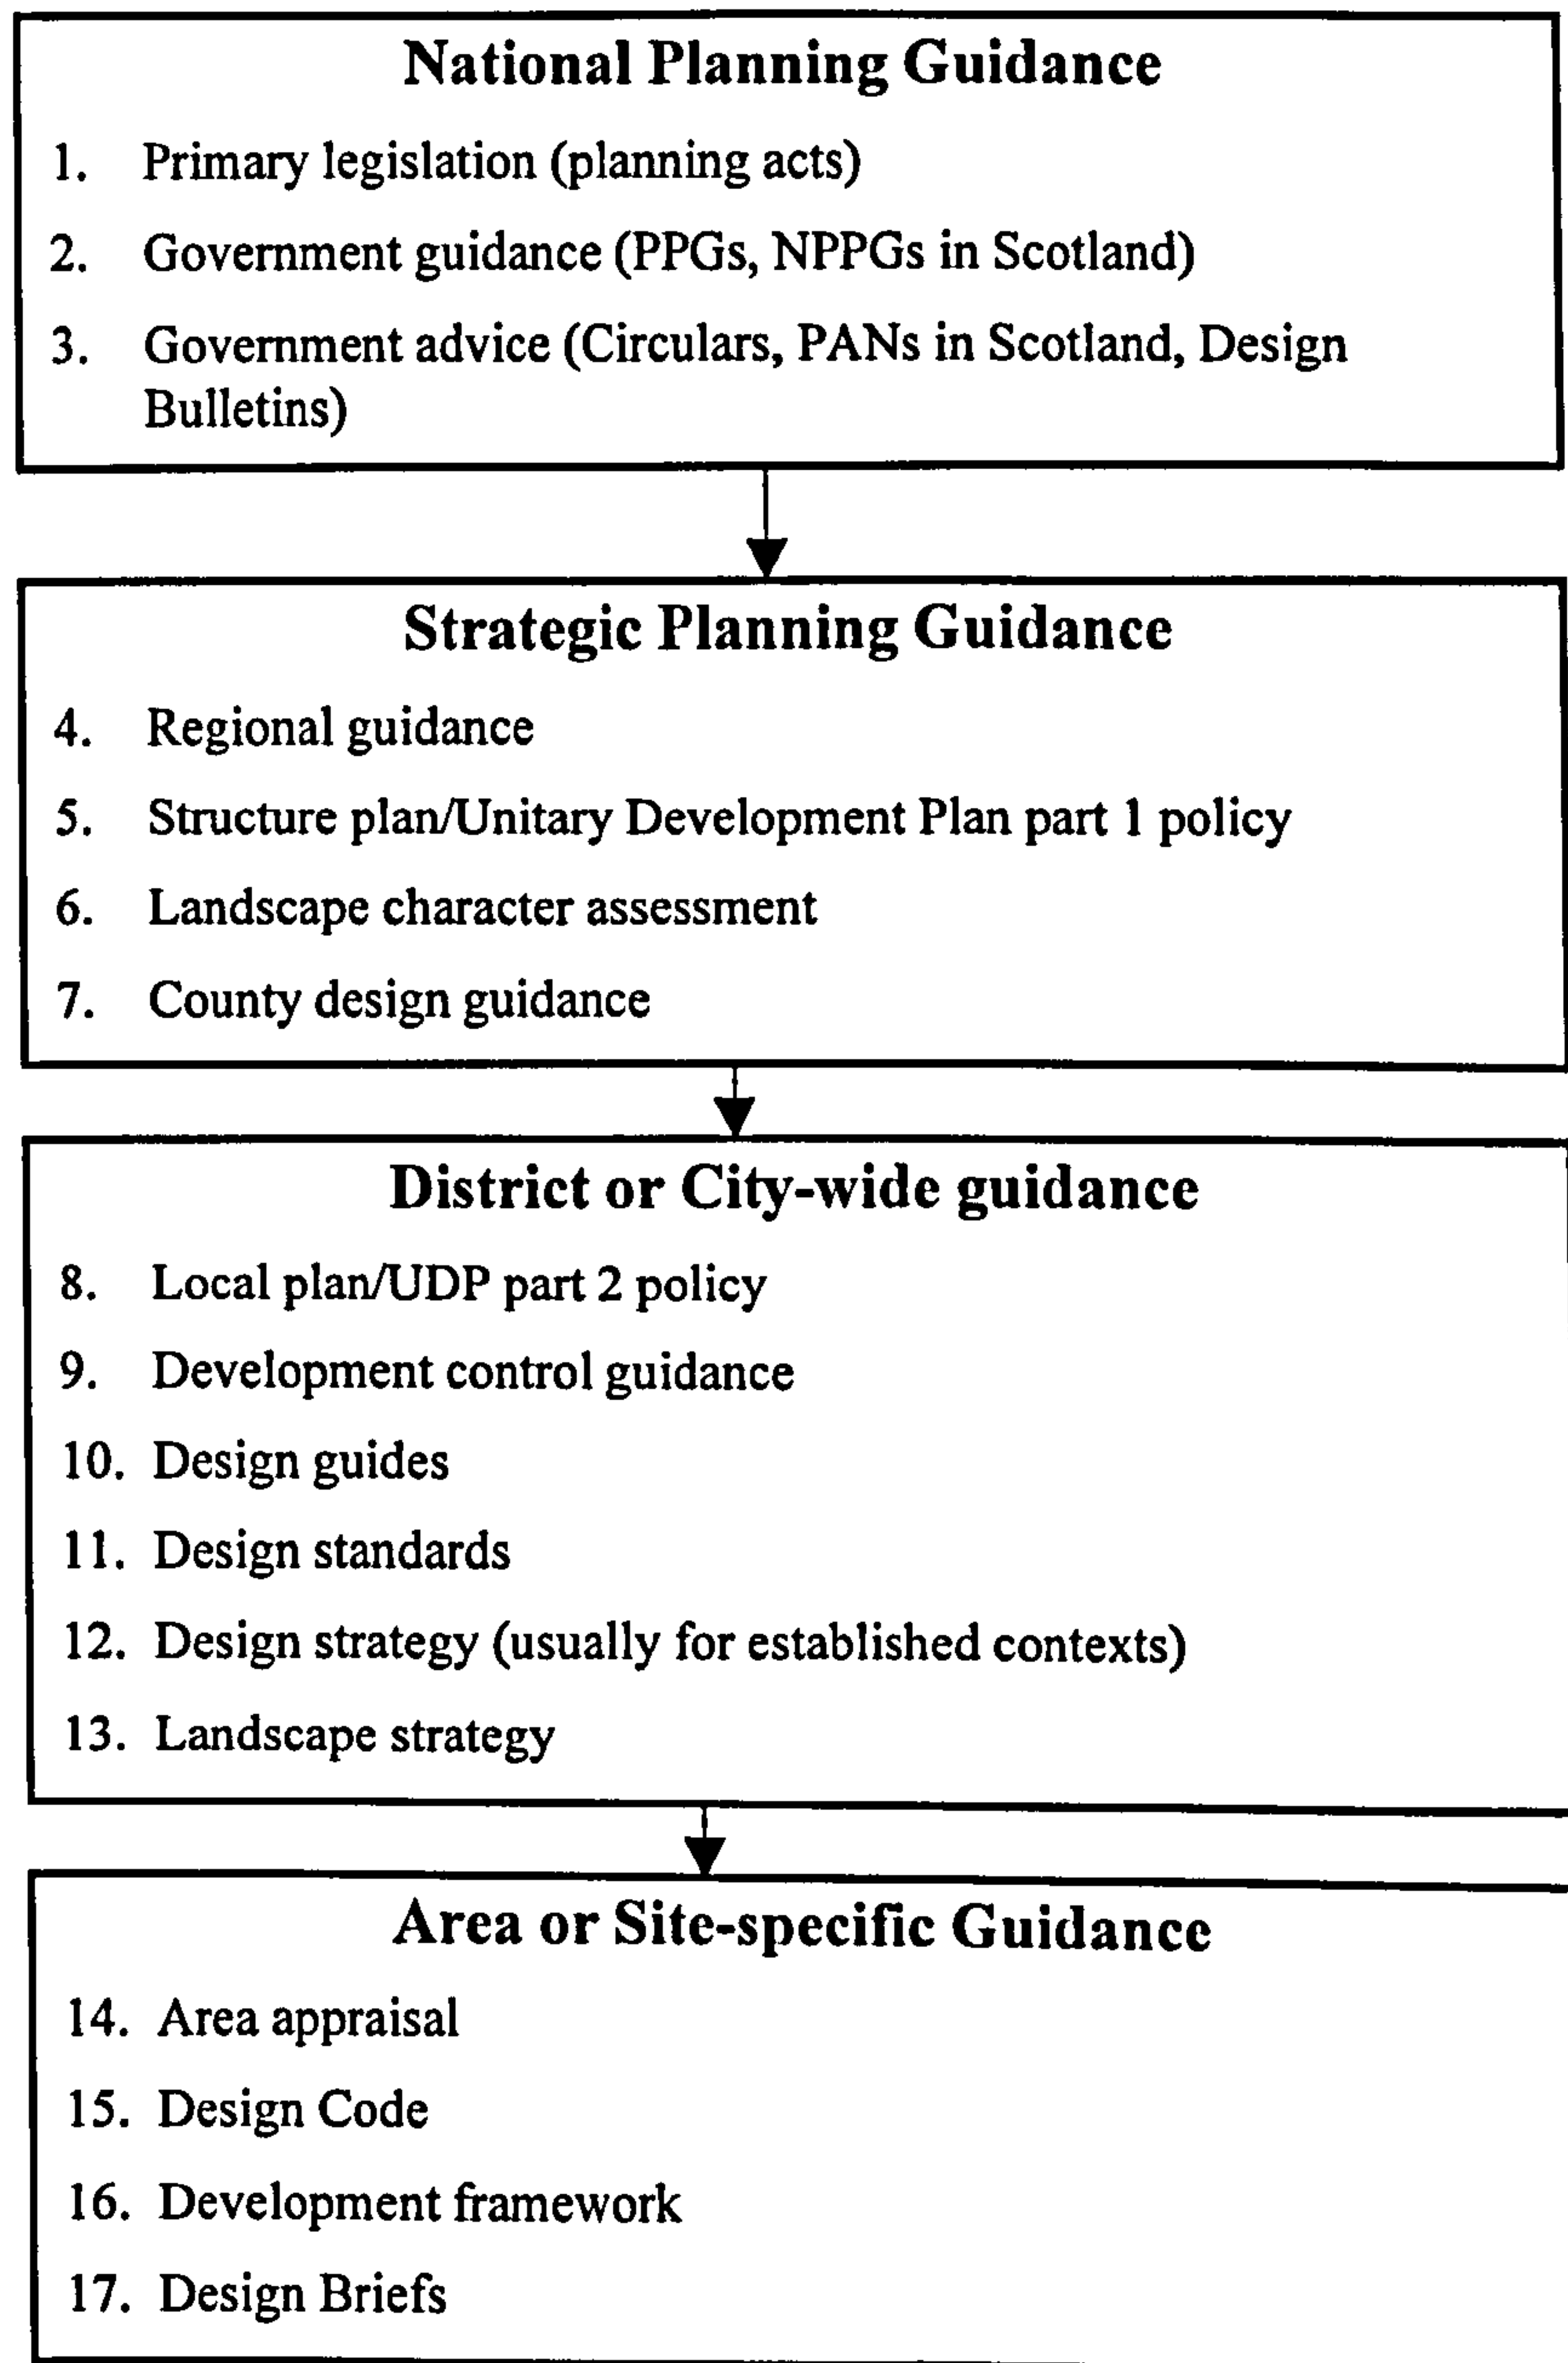 National Planning Guidance
1. Primary legislation (planning acts)
2. Government guidance (PPGs, NPPGs in Scotland)
3. Government advice (Circulars, PANs in Scotland, Design
Bulletins)
Strategic Planning Guidance
4. Regional guidance
5. Structure plan/Unitary Development Plan part 1 policy
6. Landscape character assessment
7. County design guidance
District or City-wide guidance
8. Local plan/UDP part 2 policy
9. Development control guidance
10. Design guides
11. Design standards
12. Design strategy (usually for established contexts)
13. Landscape strategy
Area or Site-specific Guidance
14. Area appraisal
15. Design Code
16. Development framework
17. Design Briefs